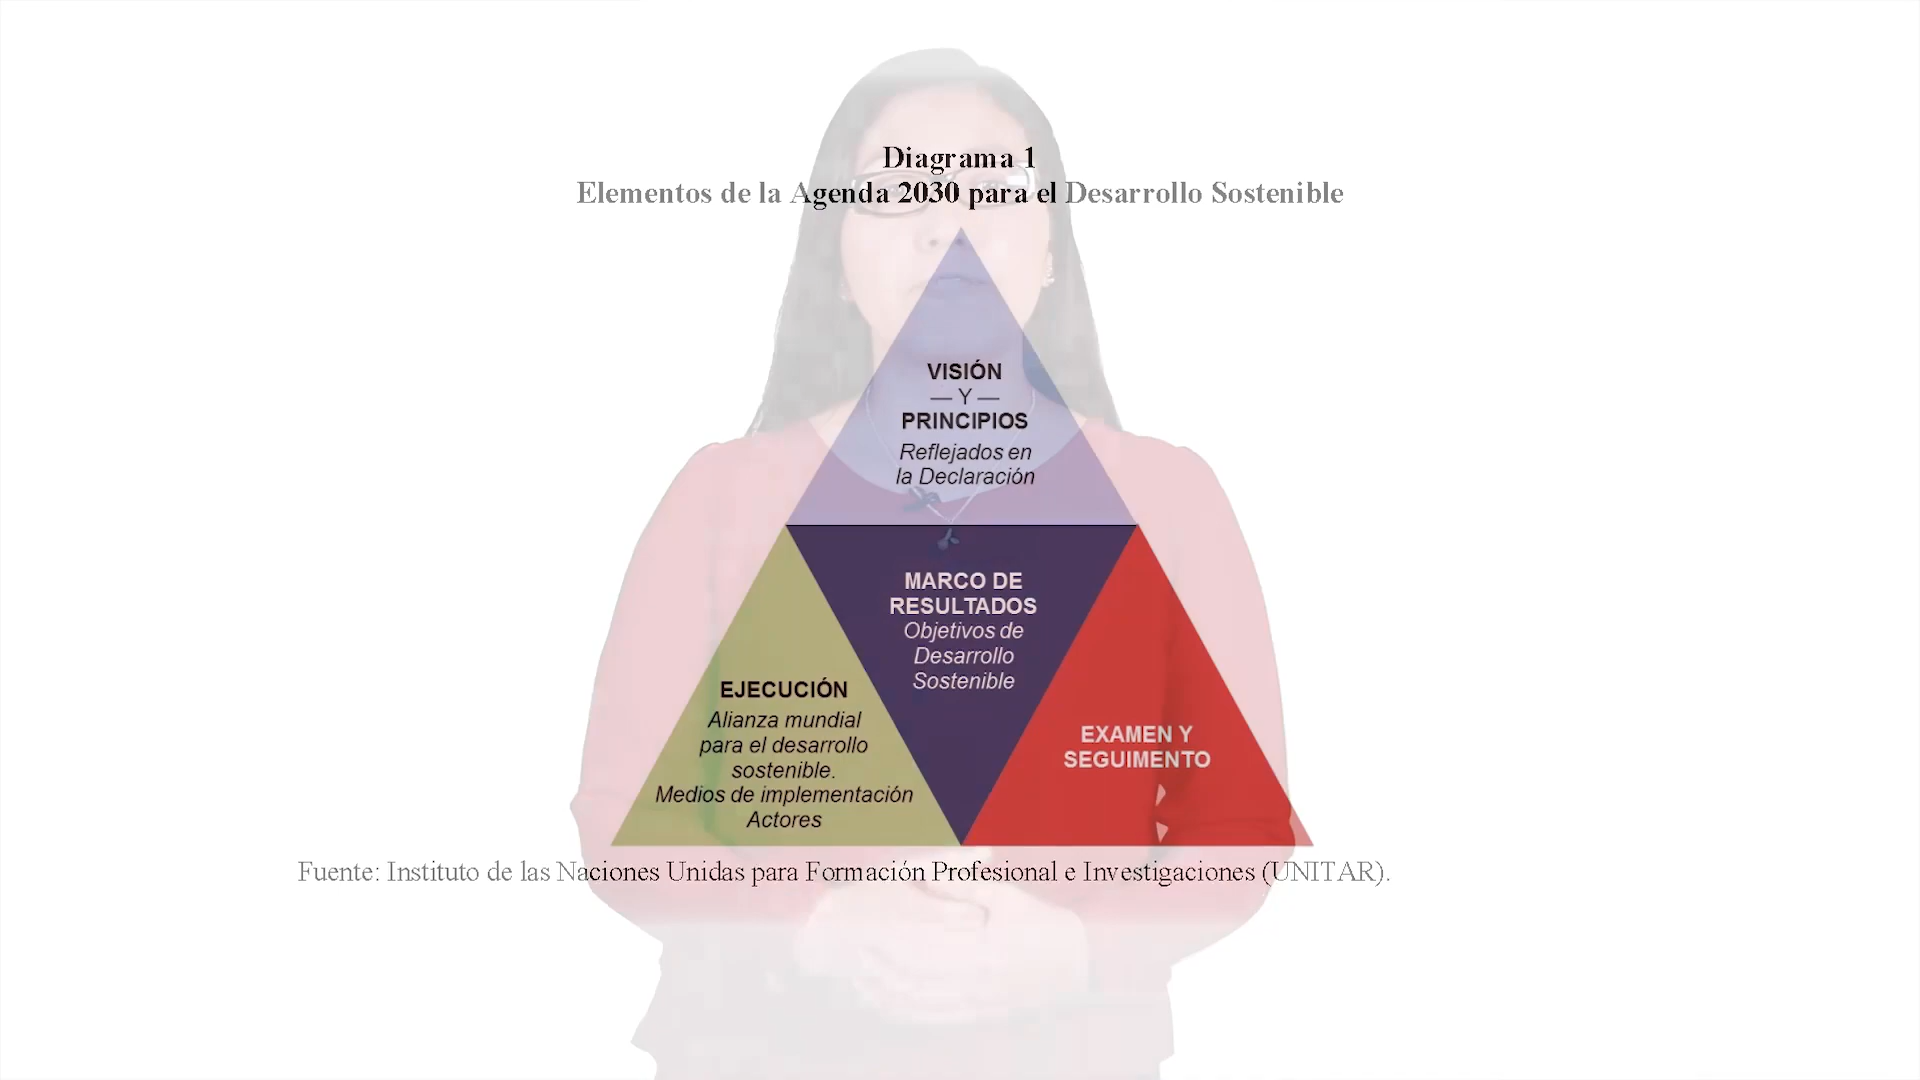 Diagrama 1
Elementos de la Agenda 2030 para el Desarrollo Sostenible
VISIÓN
— Y —
PRINCIPIOS
Reflejados en
la Declaración
MARCO DE
RESULTADOS
Objetivos de
Desarrollo
Sostenible
EJECUCIÓN
Alianza mundial
para el desarrollo
sostenible.
Medios de implementación
Actores
EXAMEN Y
SEGUIMENTO
Fuente: Instituto de las Naciones Unidas para Formación Profesional e Investigaciones (UNITAR).